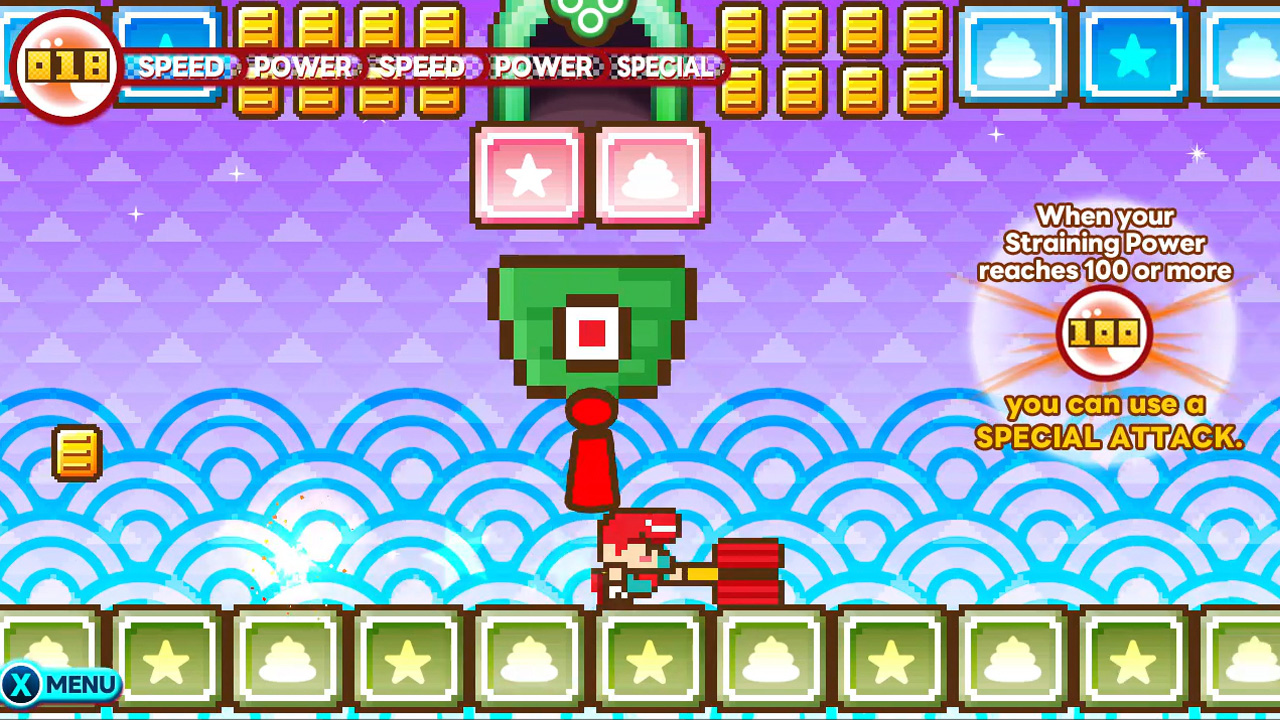 018
SPEED POWER SPEED POWER SPECIAL
When your
Straining Power
reaches 100 or more
100
you can use a
SPECIAL ATTACK.
X MENU